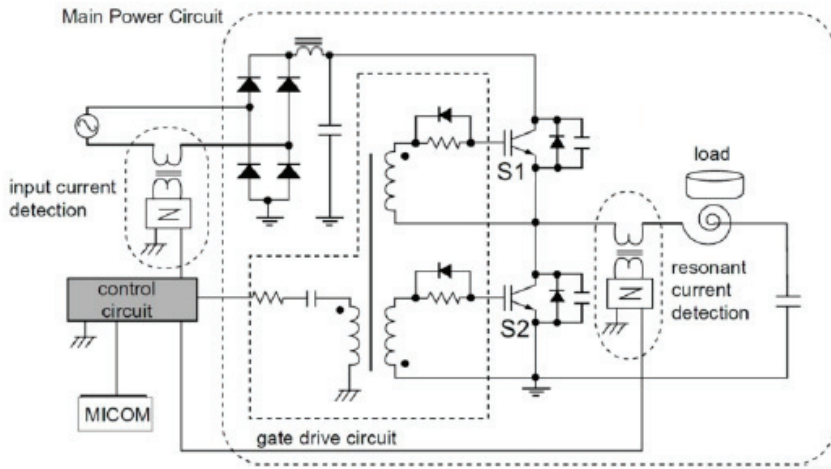 Main Power Circuit
load
S1
input current
detection
resonant
current
detection
control
circuit
S2
MICOM
gate drive circuit